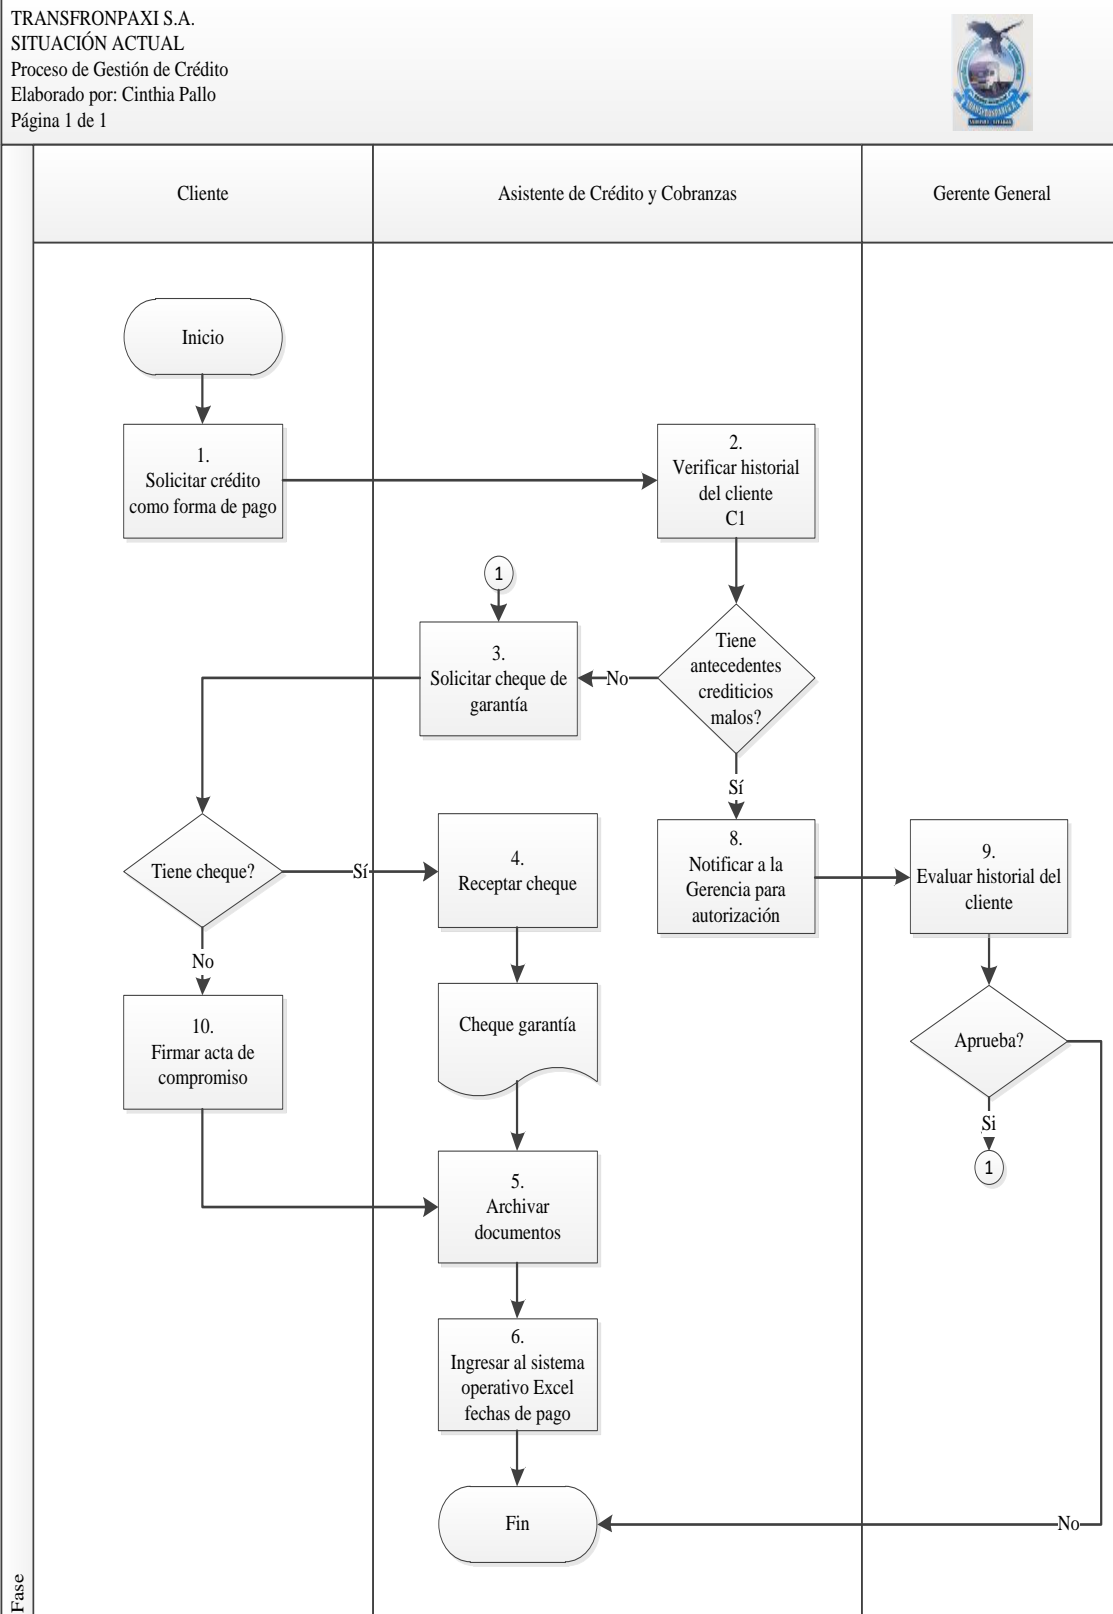 TRANSFRONPAXI S.A.
SITUACIÓN ACTUAL
Proceso de Gestión de Crédito
Elaborado por: Cinthia Pallo
Página 1 de 1
Cliente
Asistente de Crédito y Cobranzas
Gerente General
Inicio
1.
Solicitar crédito
como forma de pago
2.
Verificar historial
del cliente
C1
1
3.
Solicitar cheque de
garantía
No
Tiene
antecedentes
crediticios
malos?
Sí
Tiene cheque?
Sí
4.
Receptar cheque
8.
Notificar a la
Gerencia para
autorización
9.
Evaluar historial del
cliente
No
10.
Firmar acta de
compromiso
Cheque garantía
Aprueba?
Si
1
5.
Archivar
documentos
6.
Ingresar al sistema
operativo Excel
fechas de pago
Fin
No
Fase